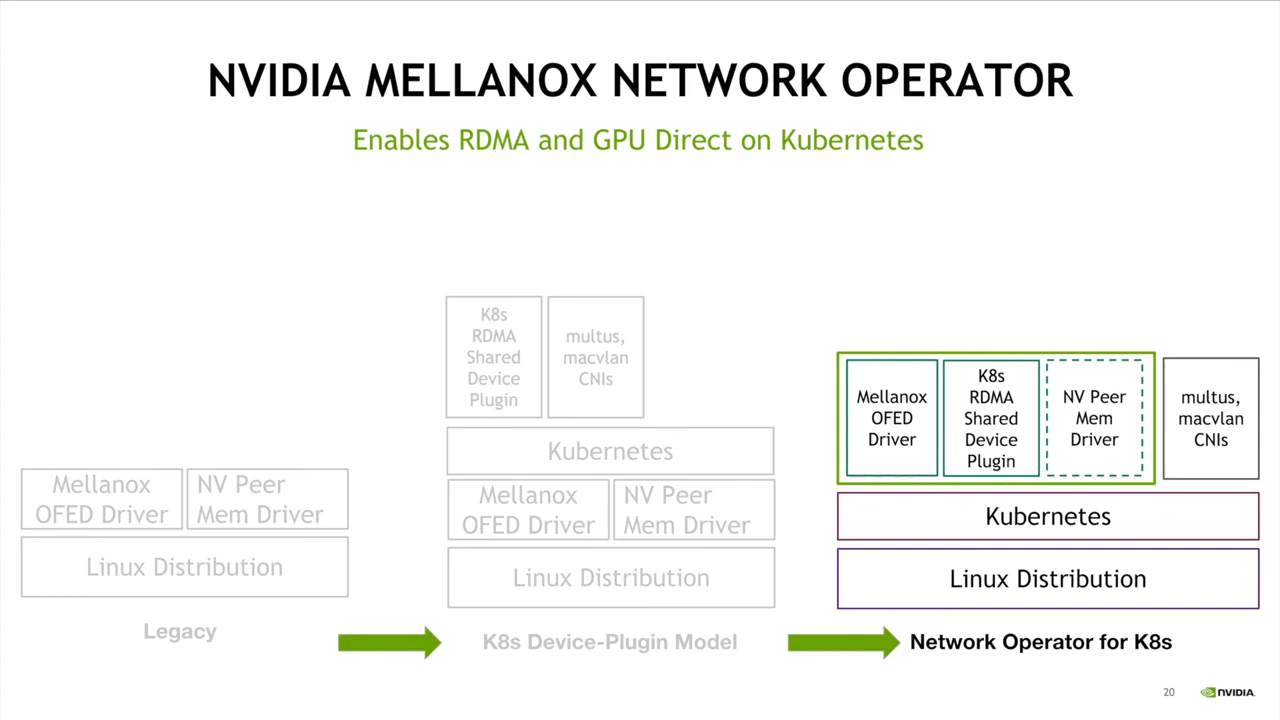 NVIDIA MELLANOX NETWORK OPERATOR
Enables RDMA and GPU Direct on Kubernetes
Mellanox
OFED Driver
NV Peer
Mem Driver
Linux Distribution
Legacy
K8s
RDMA
Shared
Device
Plugin
multus,
macvlan
CNIs
Kubernetes
Mellanox
OFED Driver
NV Peer
Mem Driver
Linux Distribution
K8s Device-Plugin Model
Mellanox
OFED
Driver
K8s
RDMA
Shared
Device
Plugin
NV Peer
Mem
Driver
multus,
macvlan
CNIs
Kubernetes
Linux Distribution
Network Operator for K8s
20
NVIDIA.